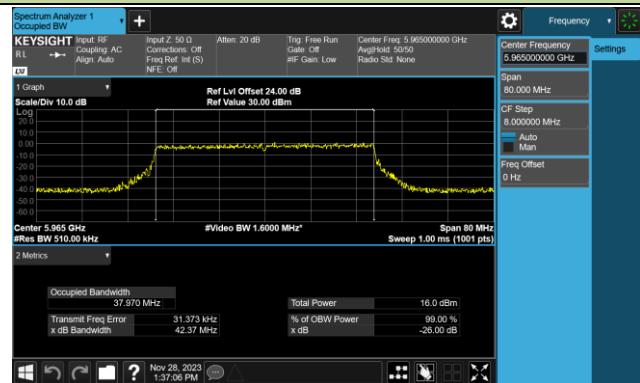 Spectrum Analyzer 1
Occupied BW
Frequency
KEYSIGHT
Input: RF
Coupling: AC
Align: Auto
Input Z: 50 Ω
Corrections: Off
Freq Ref: Int (S)
NFE: Off
Atten: 20 dB
Trig: Free Run
Gate: Off
#IF Gain: Low
Center Freq: 5.965000000 GHz
Avg|Hold: 50/50
Radio Std: None
RL
LXI
Center Frequency
5.965000000 GHz
Settings
Span
80.000 MHz
CF Step
8.000000 MHz
Auto
Man
Freq Offset
0 Hz
1 Graph
Scale/Div 10.0 dB
Ref Lvl Offset 24.00 dB
Ref Value 30.00 dBm
Log
20.0
10.0
0.00
-10.0
-20.0
-30.0
-40.0
-50.0
-60.0
Center 5.965 GHz
#Res BW 510.00 kHz
#Video BW 1.6000 MHz*
Span 80 MHz
Sweep 1.00 ms (1001 pts)
2 Metrics
Occupied Bandwidth
37.970 MHz
Total Power 16.0 dBm
Transmit Freq Error 31.373 kHz
% of OBW Power 99.00 %
x dB Bandwidth 42.37 MHz
x dB -26.00 dB
?
Nov 28, 2023
1:37:06 PM